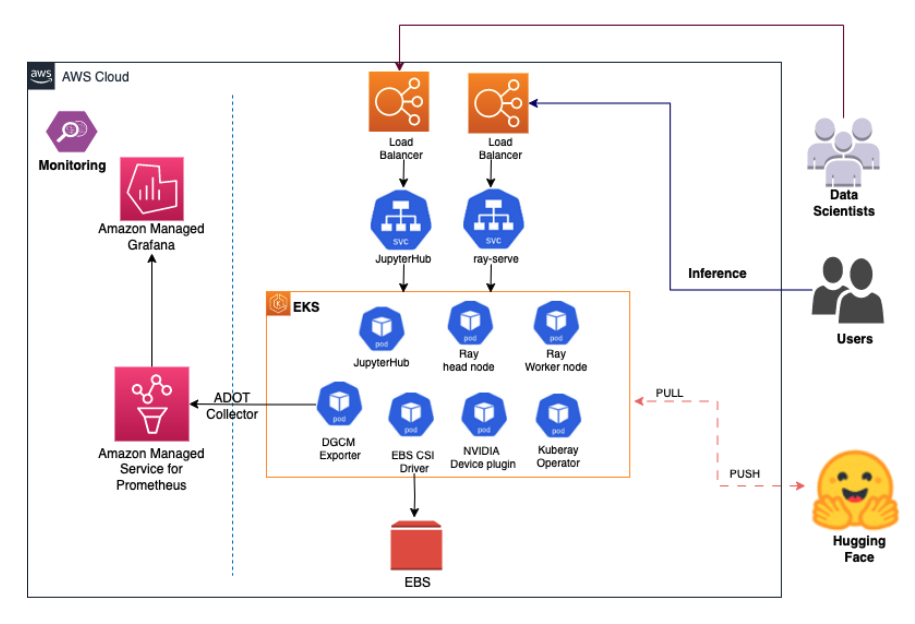 aws
AWS Cloud
Monitoring
Amazon Managed
Grafana
Amazon Managed
Service for
Prometheus
ADOT
Collector
Load
Balancer
Load
Balancer
svc
JupyterHub
svc
ray-serve
EKS
pod
JupyterHub
pod
Ray
head node
pod
Ray
Worker node
pod
DGCM
Exporter
pod
EBS CSI
Driver
pod
NVIDIA
Device plugin
pod
Kuberay
Operator
EBS
Data
Scientists
Inference
Users
PULL
PUSH
Hugging
Face